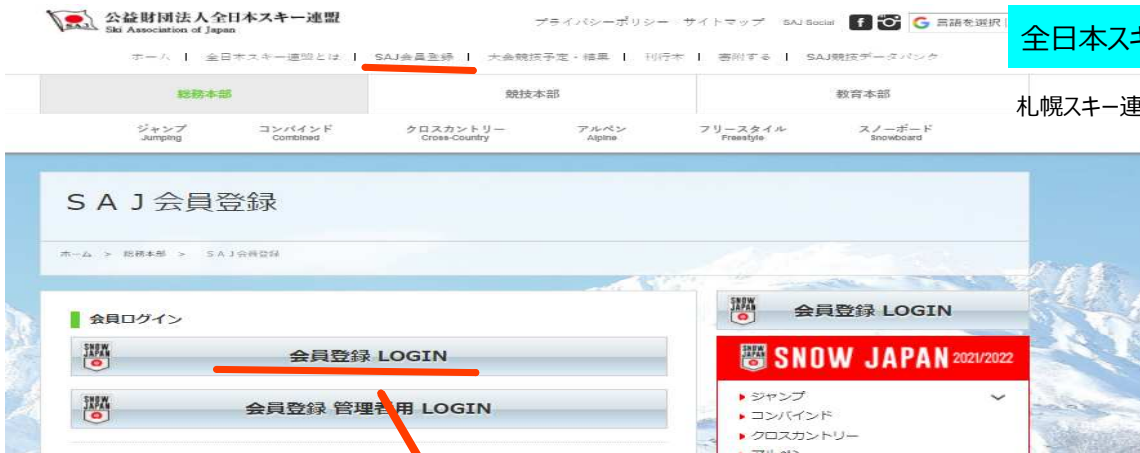 公益財団法人全日本スキー連盟
Ski Association of Japan
プライバシーポリシー サイトマップ SAJ Social f G 言語を選択
ホーム | 全日本スキー連盟とは | SAJ会員登録 | 大会競技予定・結果 | 刊行本 | 寄附する | SAJ競技データバンク
全日本スキ
札幌スキー連
総務本部 競技本部 教育本部
ジャンプ コンバインド クロスカントリー アルペン フリースタイル スノーボード
Jumping Combined Cross-Country Alpine Freestyle Snowboard
ＳＡＪ会員登録
ホーム > 総務本部 > ＳＡＪ会員登録
会員ログイン
SNOW JAPAN 会員登録 LOGIN
SNOW JAPAN 会員登録 管理者用 LOGIN
SNOW JAPAN 会員登録 LOGIN
SNOW JAPAN SNOW JAPAN 2021/2022
ジャンプ
コンバインド
クロスカントリー